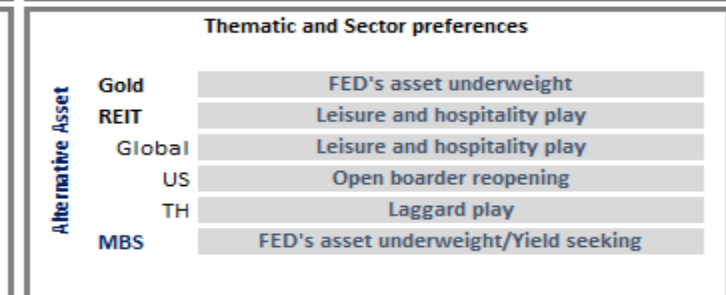 Thematic and Sector preferences
Alternative Asset
Gold FED's asset underweight
REIT Leisure and hospitality play
Global Leisure and hospitality play
US Open boarder reopening
TH Laggard play
MBS FED's asset underweight/Yield seeking